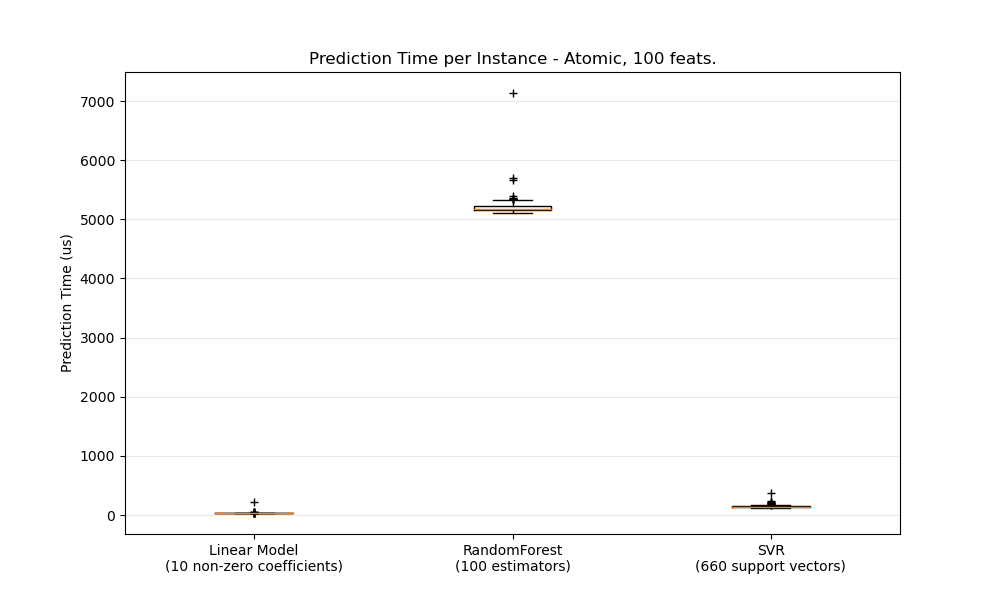 Prediction Time per Instance - Atomic, 100 feats.
Prediction Time (us)
7000
6000
5000
4000
3000
2000
1000
0
Linear Model
(10 non-zero coefficients)
RandomForest
(100 estimators)
SVR
(660 support vectors)